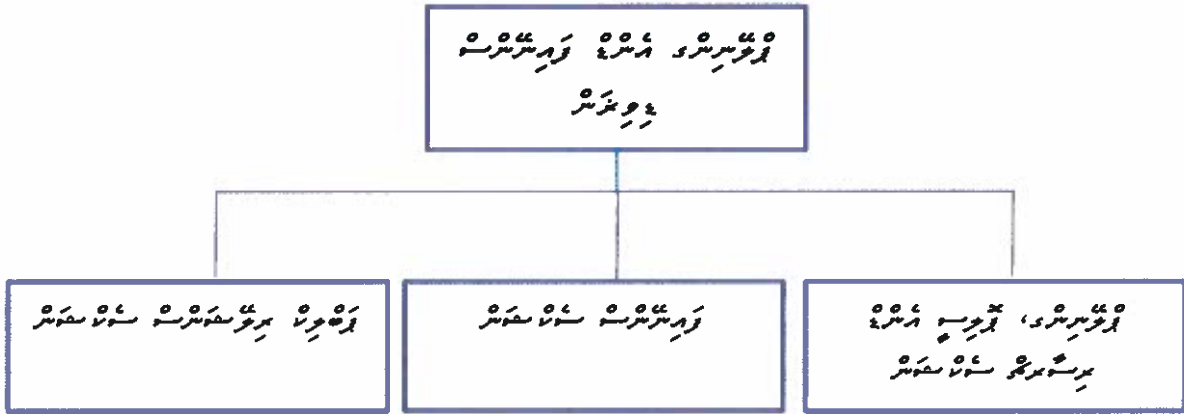 ޕްލޭނިންގ އެންޑް ފައިނޭންސް
ޑިވިޜަން
ޕްލޭނިންގ، ޕޮލިސީ އެންޑް
ރިސާރޗް ސެކްޝަން
ފައިނޭންސް ސެކްޝަން
ޕަބްލިކް ރިލޭޝަންސް ސެކްޝަން